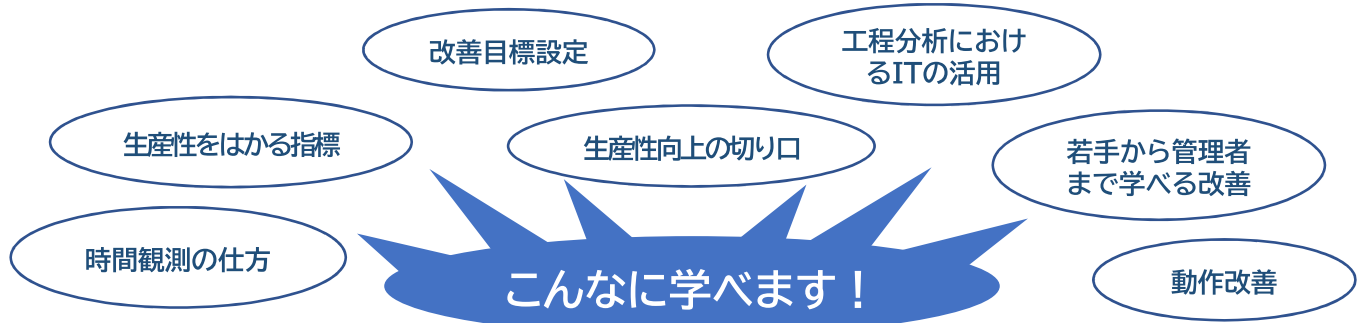 改善目標設定
工程分析におけ
るITの活用
生産性をはかる指標
生産性向上の切り口
若手から管理者
まで学べる改善
時間観測の仕方
動作改善
こんなに学べます！